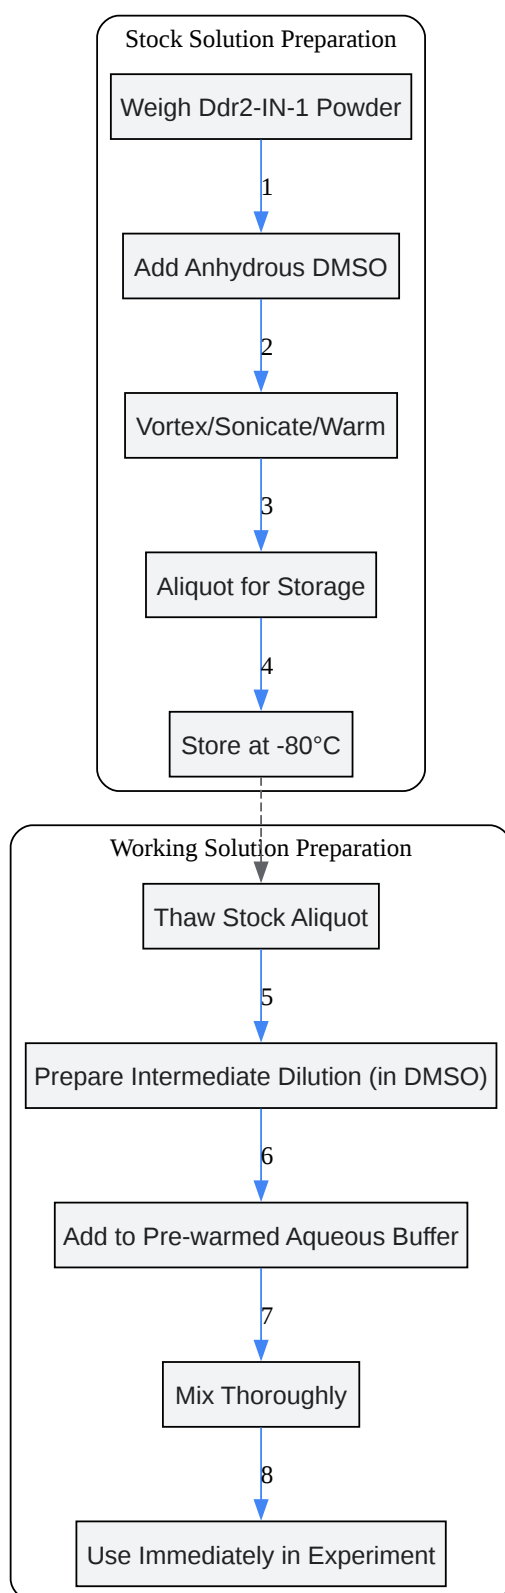 Stock Solution Preparation
Weigh Ddr2-IN-1 Powder
1
Add Anhydrous DMSO
2
Vortex/Sonicate/Warm
3
Aliquot for Storage
4
Store at -80°C
Working Solution Preparation
Thaw Stock Aliquot
5
Prepare Intermediate Dilution (in DMSO)
6
Add to Pre-warmed Aqueous Buffer
7
Mix Thoroughly
8
Use Immediately in Experiment